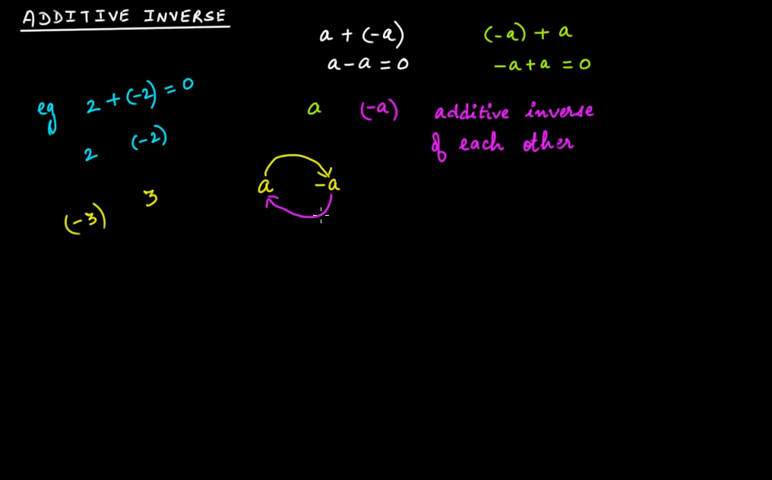 ADDITIVE INVERSE
a + (-a)
a - a = 0
(-a) + a
-a + a = 0
eg 2 + (-2) = 0
2 (-2)
a (-a) additive inverse
of each other
a -a
(-3) 3